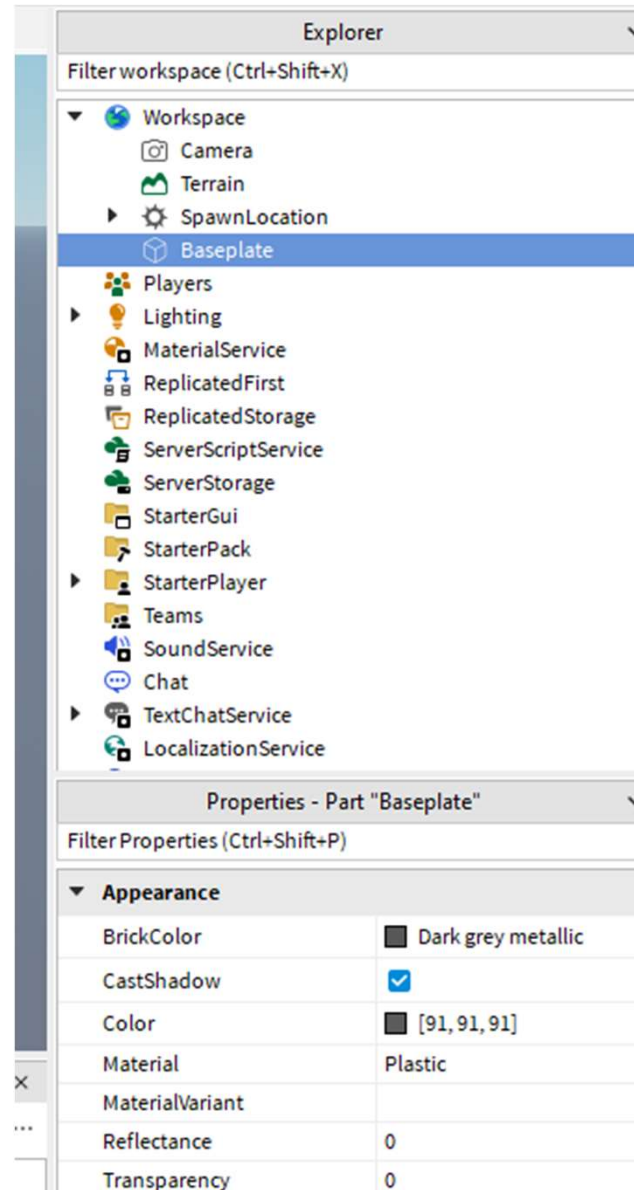 Explorer
Filter workspace (Ctrl+Shift+X)
Workspace
Camera
Terrain
SpawnLocation
Baseplate
Players
Lighting
MaterialService
ReplicatedFirst
ReplicatedStorage
ServerScriptService
ServerStorage
StarterGui
StarterPack
StarterPlayer
Teams
SoundService
Chat
TextChatService
LocalizationService
Properties - Part "Baseplate"
Filter Properties (Ctrl+Shift+P)
Appearance
BrickColor Dark grey metallic
CastShadow
Color [91, 91, 91]
Material Plastic
MaterialVariant
Reflectance 0
Transparency 0